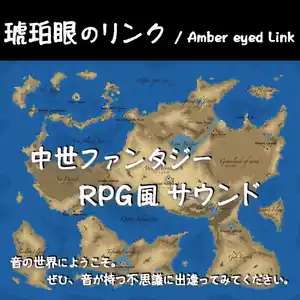 琥珀眼のリンク / Amber eyed Link
中世ファンタジー
RPG風 サウンド
音の世界にようこそ。
ぜひ、音が持つ不思議に出逢ってみてください。